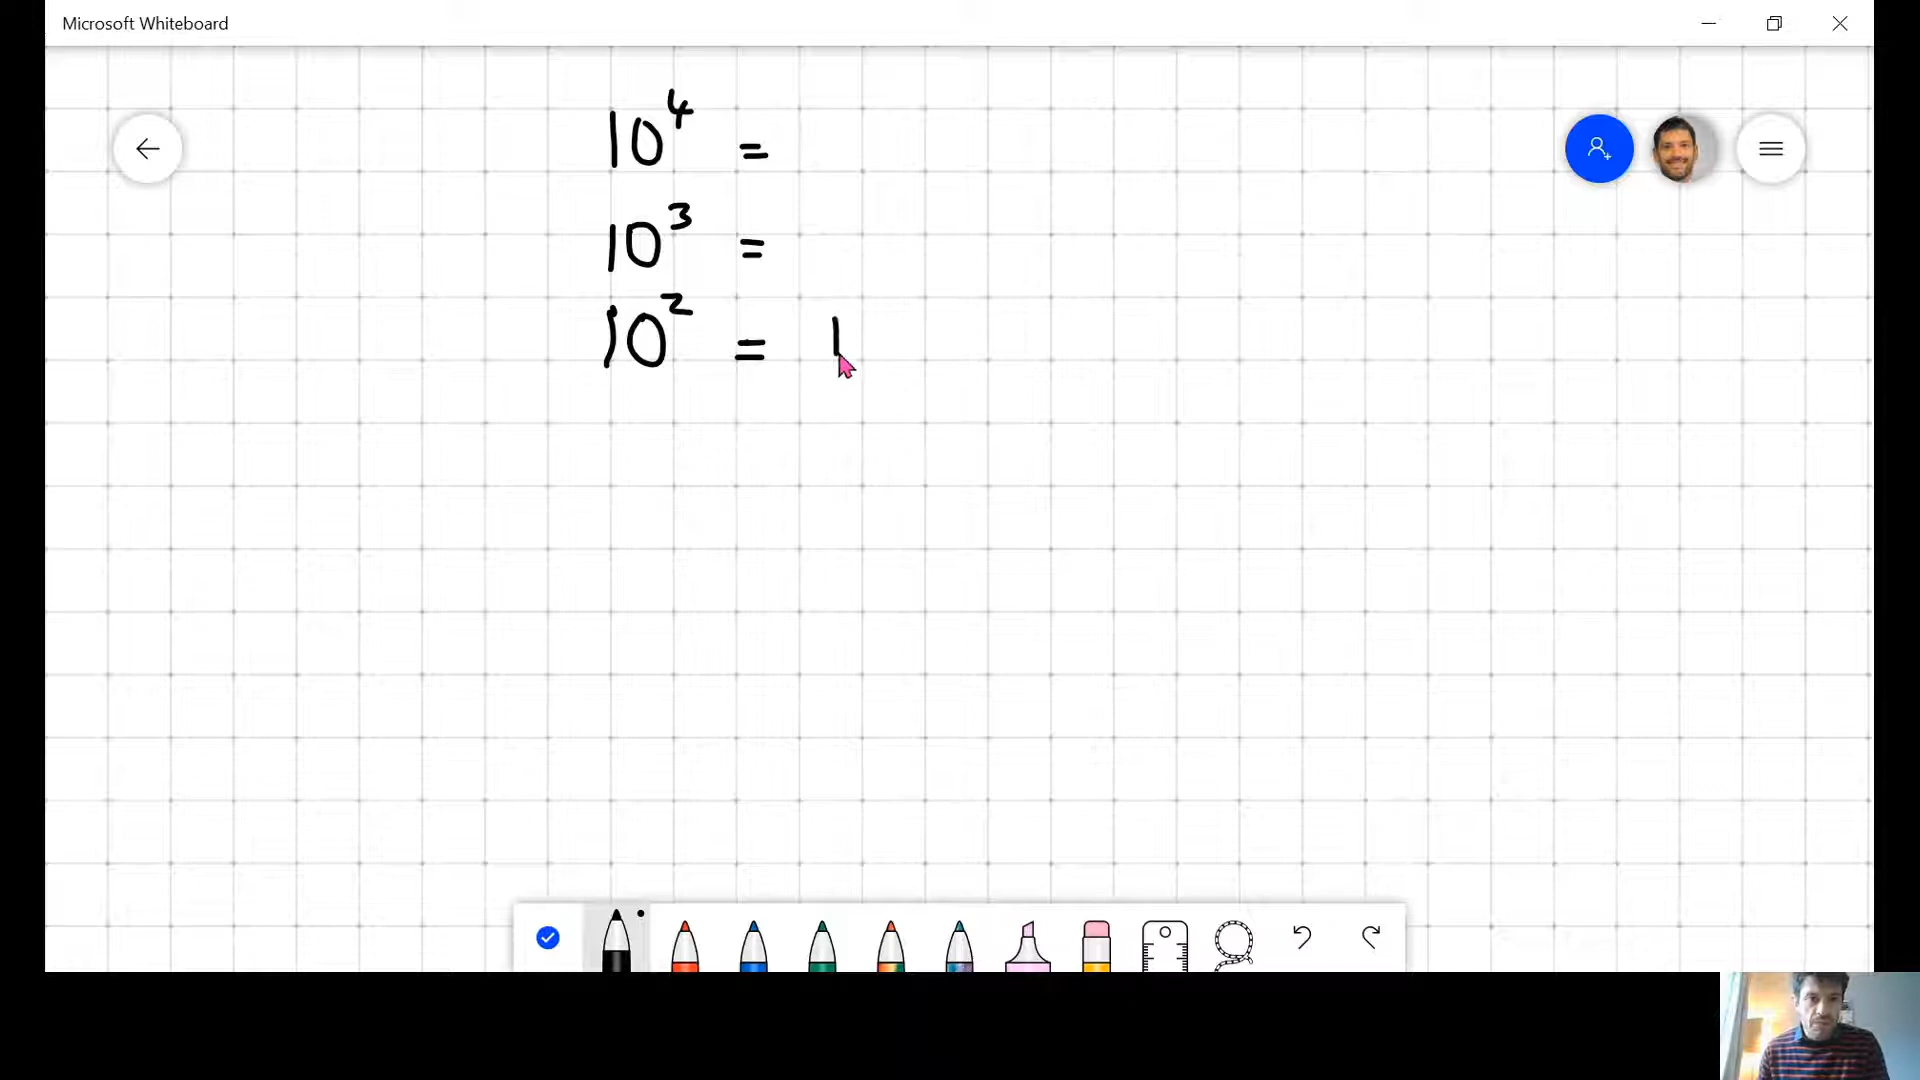 Microsoft Whiteboard
10⁴ =
10³ =
10² = 1